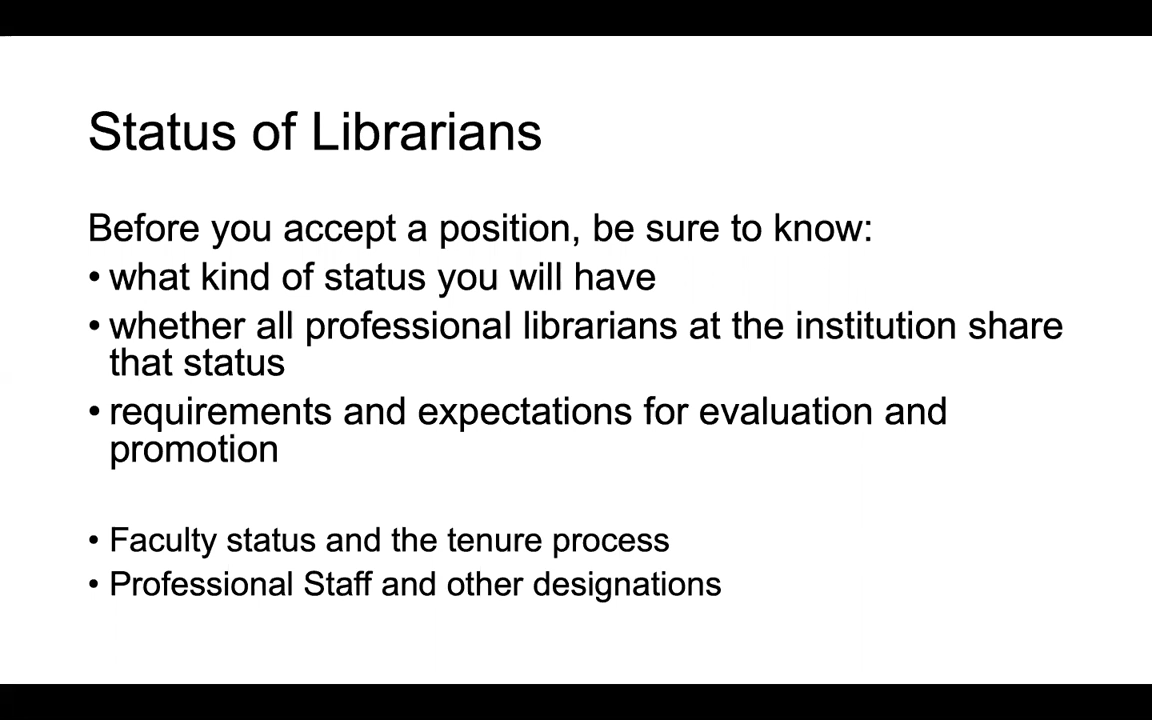 Status of Librarians
Before you accept a position, be sure to know:
• what kind of status you will have
• whether all professional librarians at the institution share
that status
• requirements and expectations for evaluation and
promotion
• Faculty status and the tenure process
• Professional Staff and other designations